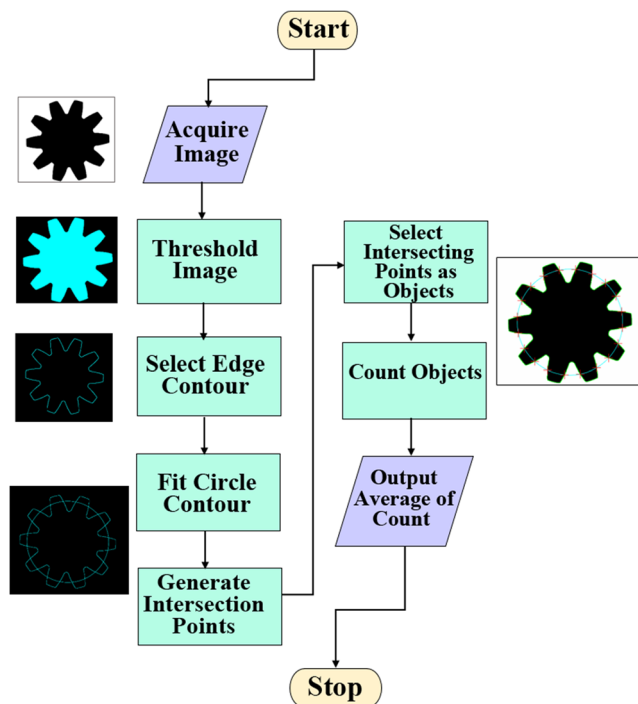 Start
Acquire
Image
Threshold
Image
Select Edge
Contour
Fit Circle
Contour
Generate
Intersection
Points
Select
Intersecting
Points as
Objects
Count Objects
Output
Average of
Count
Stop